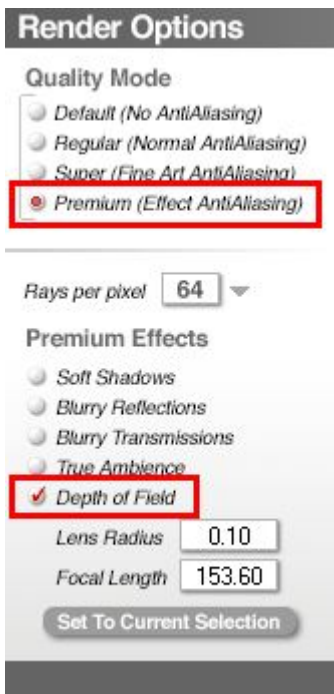 Render Options
Quality Mode
Default (No AntiAliasing)
Regular (Normal AntiAliasing)
Super (Fine Art AntiAliasing)
Premium (Effect AntiAliasing)
Rays per pixel 64
Premium Effects
Soft Shadows
Blurry Reflections
Blurry Transmissions
True Ambience
Depth of Field
Lens Radius 0.10
Focal Length 153.60
Set To Current Selection